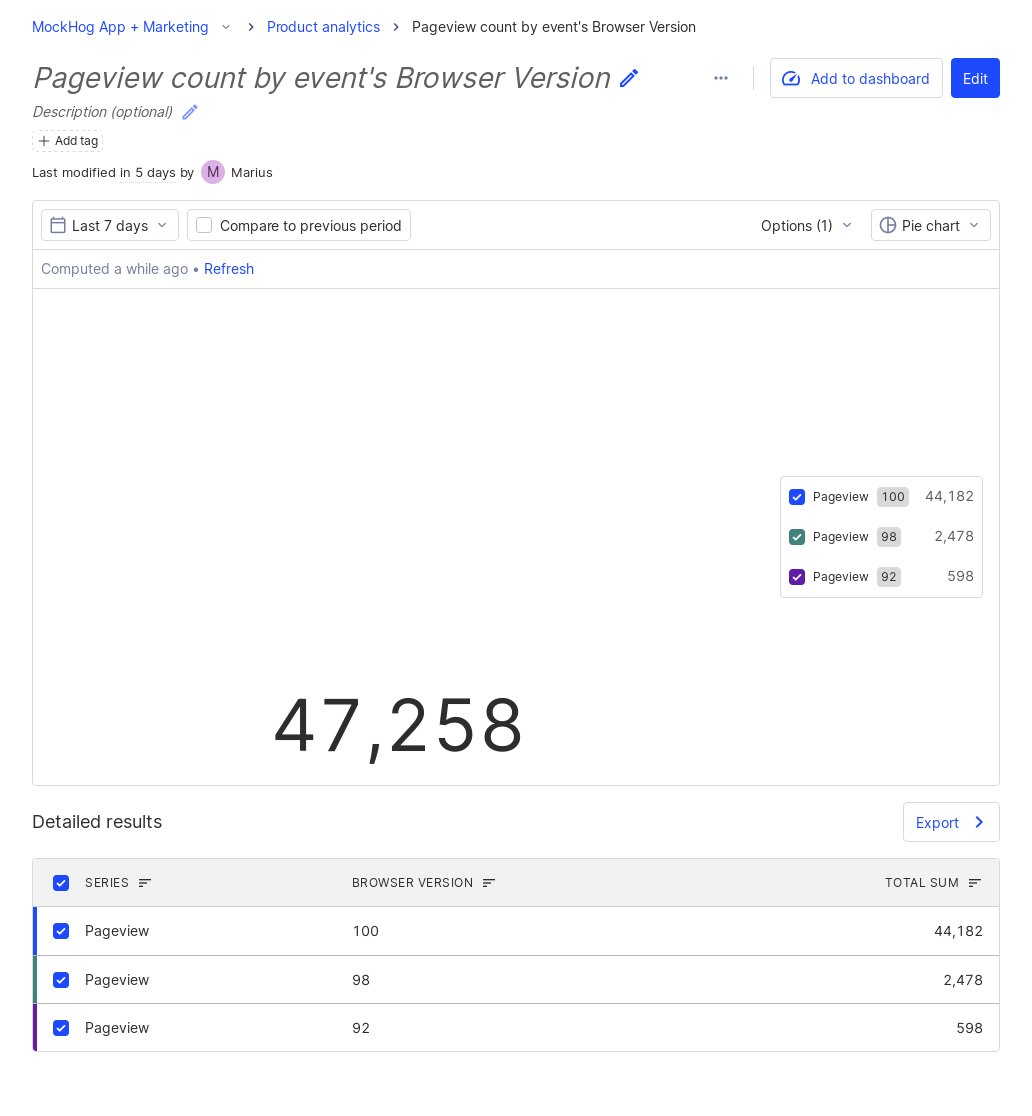 MockHog App + Marketing Product analytics Pageview count by event's Browser Version
Pageview count by event's Browser Version
Add to dashboard
Edit
Description (optional)
Add tag
Last modified in 5 days by M Marius
Last 7 days
Compare to previous period
Options (1)
Pie chart
Computed a while ago • Refresh
Pageview 100 44,182
Pageview 98 2,478
Pageview 92 598
47,258
Detailed results
Export
SERIES BROWSER VERSION TOTAL SUM
Pageview 100 44,182
Pageview 98 2,478
Pageview 92 598